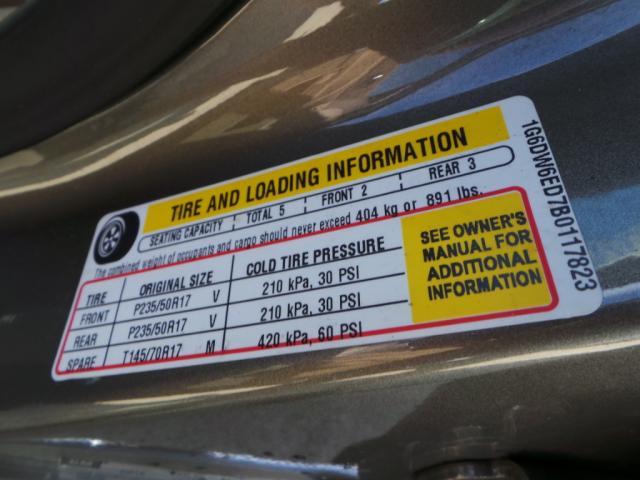 TIRE AND LOADING INFORMATION
SEATING CAPACITY TOTAL 5 FRONT 2 REAR 3
The combined weight of occupants and cargo should never exceed 404 kg or 891 lbs.
TIRE ORIGINAL SIZE COLD TIRE PRESSURE
FRONT P235/50R17 V 210 kPa, 30 PSI
REAR P235/50R17 V 210 kPa, 30 PSI
SPARE T145/70R17 M 420 kPa, 60 PSI
SEE OWNER'S
MANUAL FOR
ADDITIONAL
INFORMATION
1G6DW6ED7B0117823